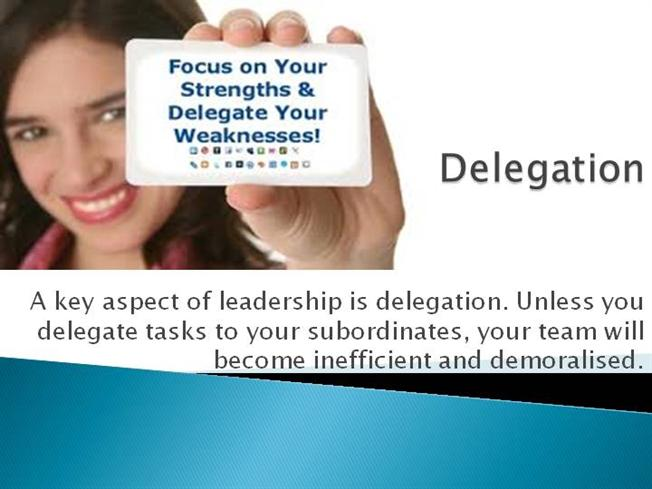 Focus on Your
Strengths &
Delegate Your
Weaknesses!
Delegation
A key aspect of leadership is delegation. Unless you
delegate tasks to your subordinates, your team will
become inefficient and demoralised.